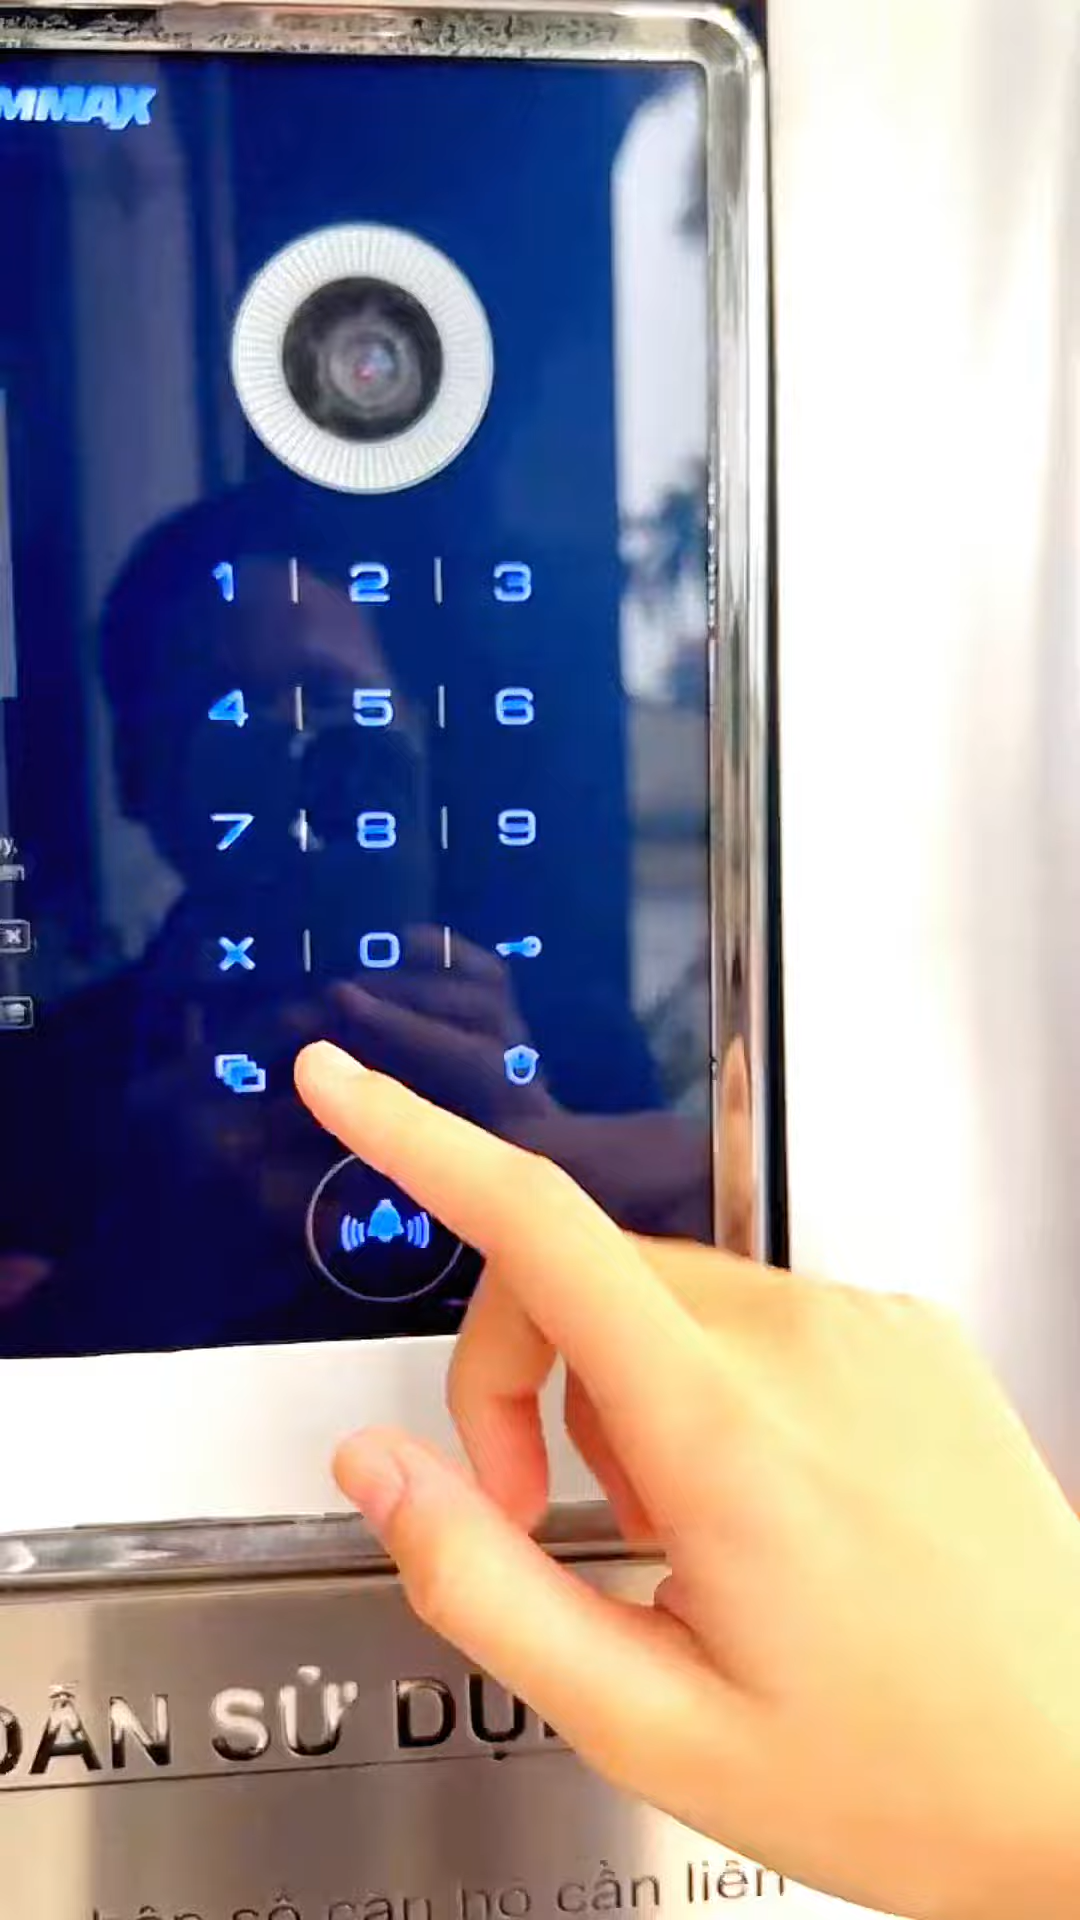 MMAX
1 | 2 | 3
4 | 5 | 6
7 | 8 | 9
X | 0 |
DẪN SỬ DỤ
số căn hộ cần liên